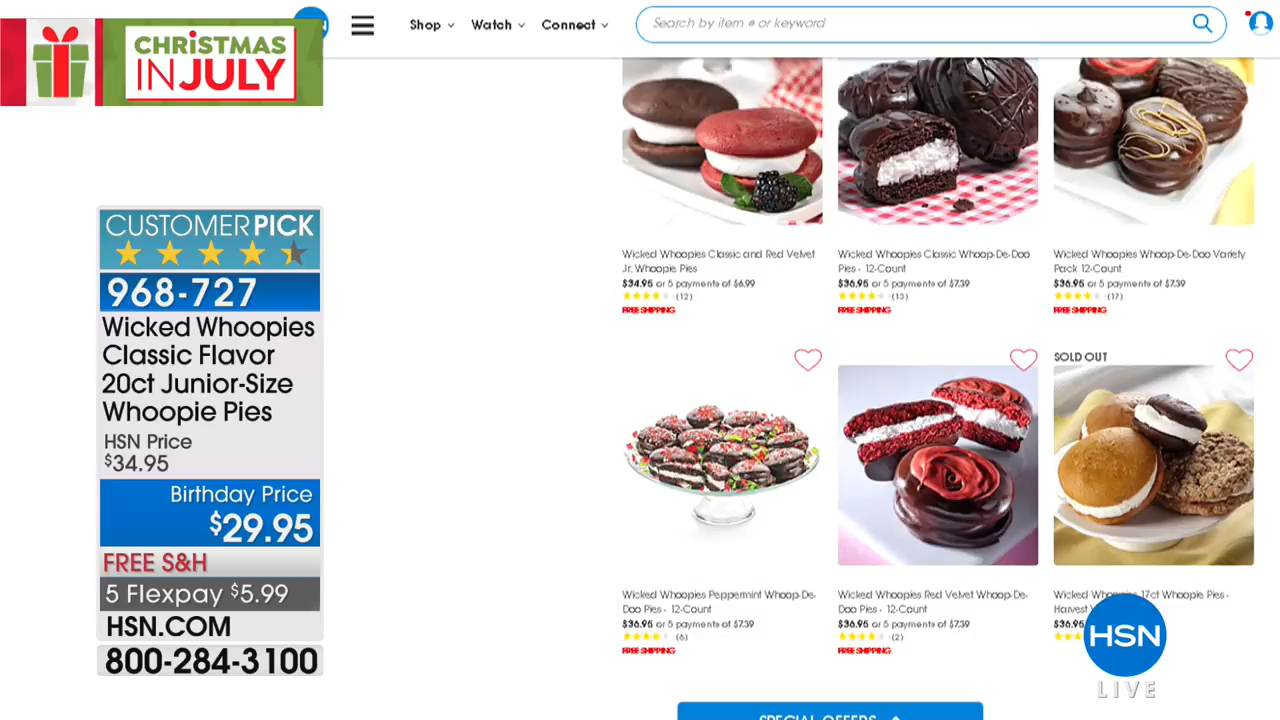 CHRiSTMAS
IN JULY
Shop
Watch
Connect
Search by item # or keyword
CUSTOMER PICK
968-727
Wicked Whoopies
Classic Flavor
20ct Junior-Size
Whoopie Pies
HSN Price
$34.95
Birthday Price
$29.95
FREE S&H
5 Flexpay $5.99
HSN.COM
800-284-3100
Wicked Whoopies Classic and Red Velvet
Jr. Whoopie Pies
$34.95 or 5 payments of $6.99
(12)
FREE SHIPPING
Wicked Whoopies Classic Whoop-De-Doo
Pies - 12-Count
$36.95 or 5 payments of $7.39
(13)
FREE SHIPPING
Wicked Whoopies Whoop-De-Doo Variety
Pack 12-Count
$36.95 or 5 payments of $7.39
(17)
FREE SHIPPING
Wicked Whoopies Peppermint Whoop-De-
Doo Pies - 12-Count
$36.95 or 5 payments of $7.39
(6)
FREE SHIPPING
Wicked Whoopies Red Velvet Whoop-De-
Doo Pies - 12-Count
$36.95 or 5 payments of $7.39
(2)
FREE SHIPPING
SOLD OUT
Wicked Whoopies 17ct Whoopie Pies -
Harvest
$36.95
HSN
LIVE
SPECIAL OFFERS